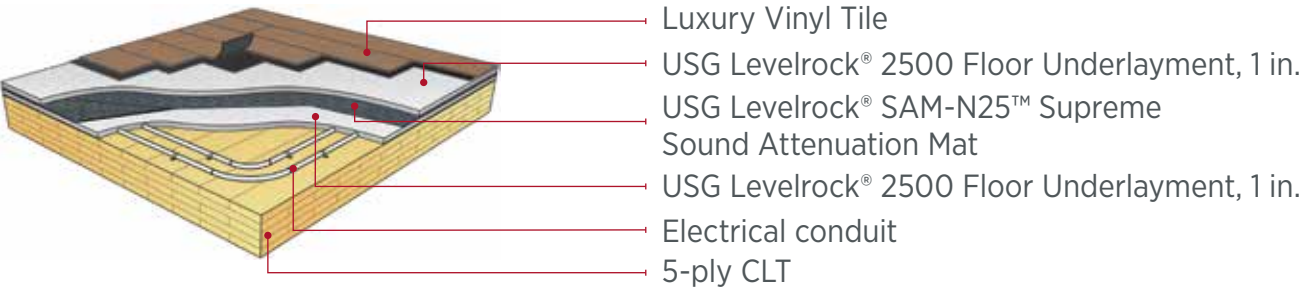 Luxury Vinyl Tile
USG Levelrock® 2500 Floor Underlayment, 1 in.
USG Levelrock® SAM-N25™ Supreme
Sound Attenuation Mat
USG Levelrock® 2500 Floor Underlayment, 1 in.
Electrical conduit
5-ply CLT